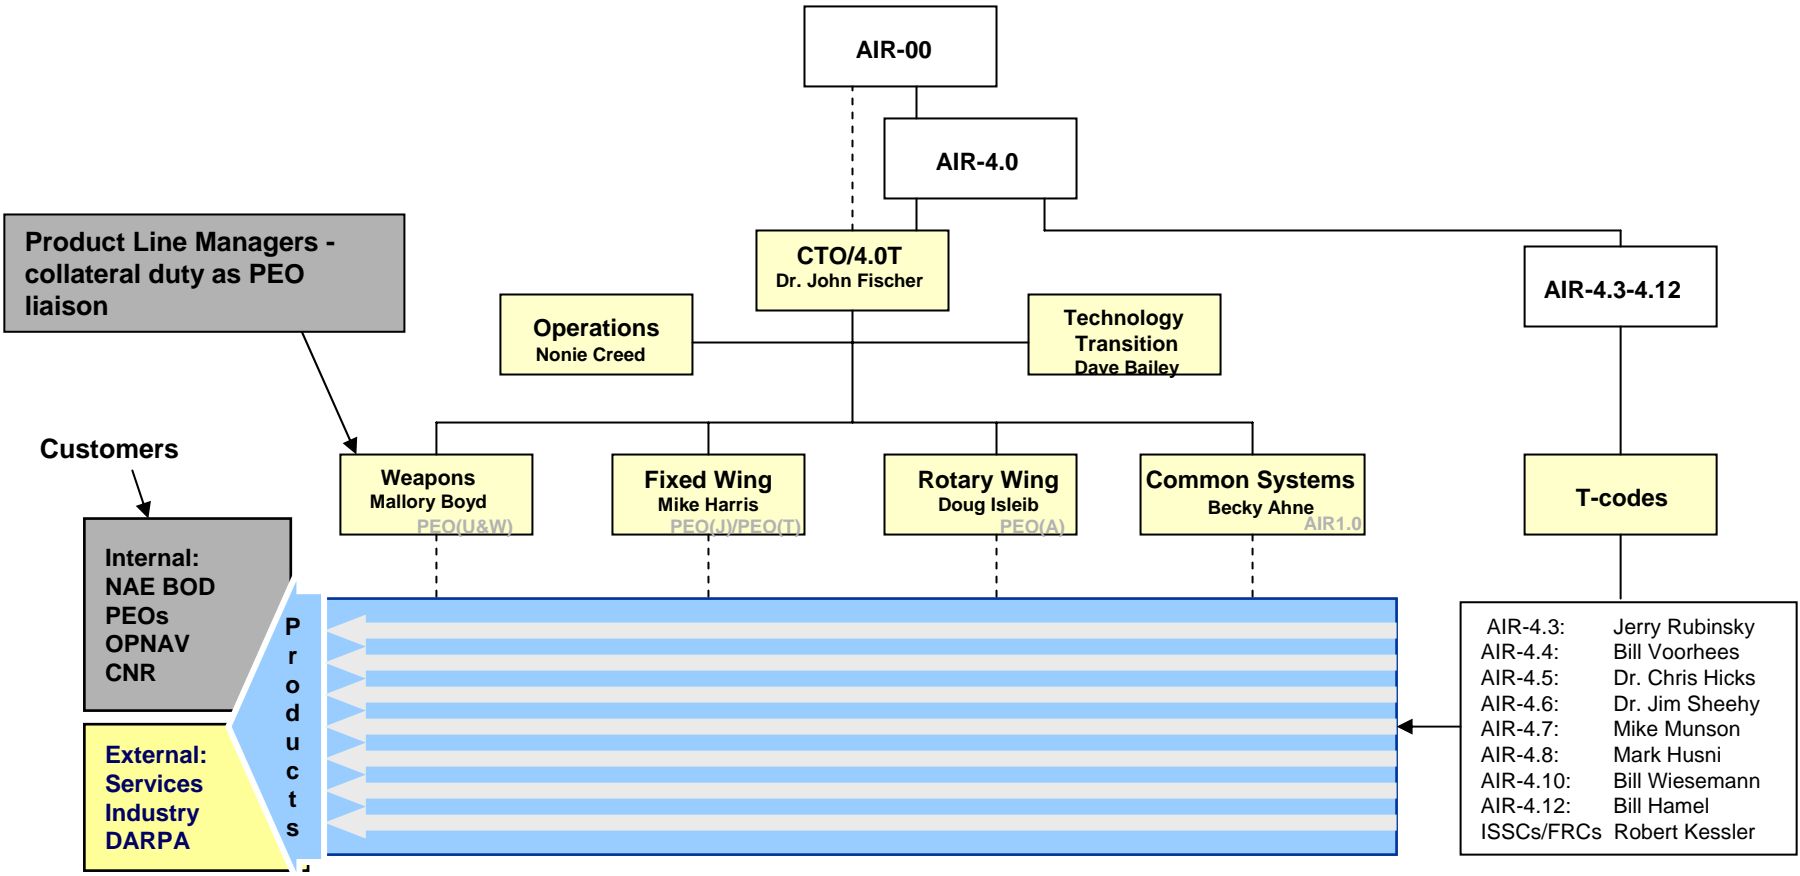 AIR-00
AIR-4.0
Product Line Managers -
collateral duty as PEO
liaison
CTO/4.0T
Dr. John Fischer
AIR-4.3-4.12
Operations
Nonie Creed
Technology
Transition
Dave Bailey
Customers
Weapons
Mallory Boyd
PEO(U&W)
Fixed Wing
Mike Harris
PEO(J)/PEO(T)
Rotary Wing
Doug Isleib
PEO(A)
Common Systems
Becky Ahne
AIR1.0
T-codes
Internal:
NAE BOD
PEOs
OPNAV
CNR
External:
Services
Industry
DARPA
P
r
o
d
u
c
t
s
AIR-4.3: Jerry Rubinsky
AIR-4.4: Bill Voorhees
AIR-4.5: Dr. Chris Hicks
AIR-4.6: Dr. Jim Sheehy
AIR-4.7: Mike Munson
AIR-4.8: Mark Husni
AIR-4.10: Bill Wiesemann
AIR-4.12: Bill Hamel
ISSCs/FRCs Robert Kessler